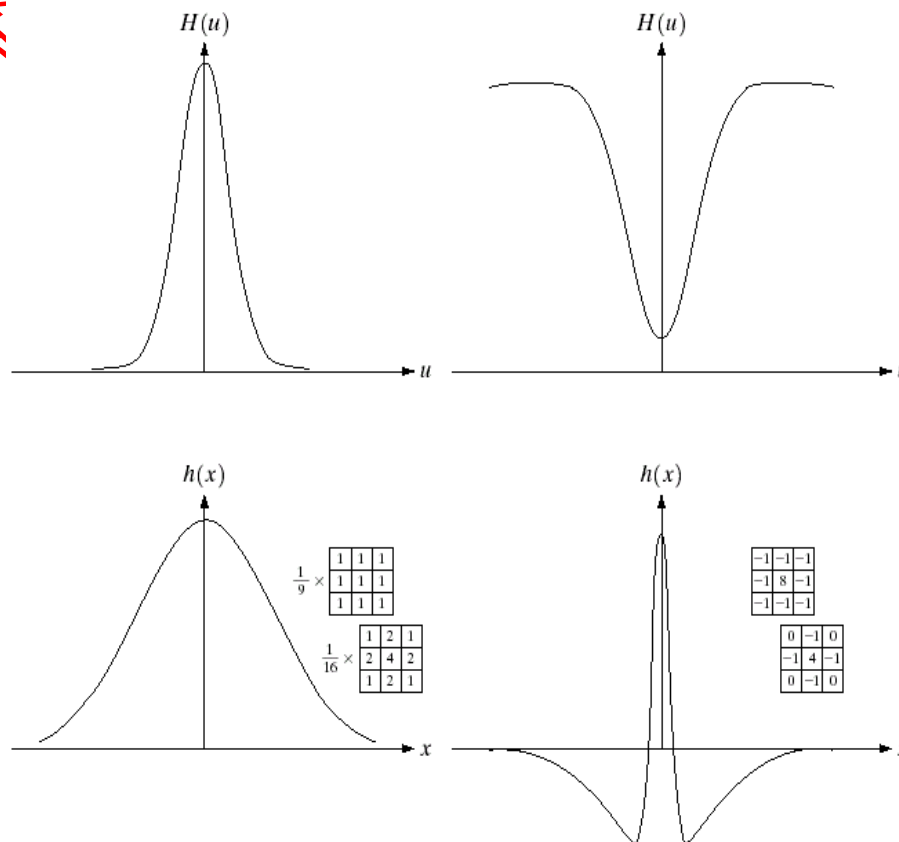 H(u)
H(u)
u
h(x)
h(x)
1/9 ×
1 1 1
1 1 1
1 1 1
1/16 ×
1 2 1
2 4 2
1 2 1
−1 −1 −1
−1 8 −1
−1 −1 −1
0 −1 0
−1 4 −1
0 −1 0
x